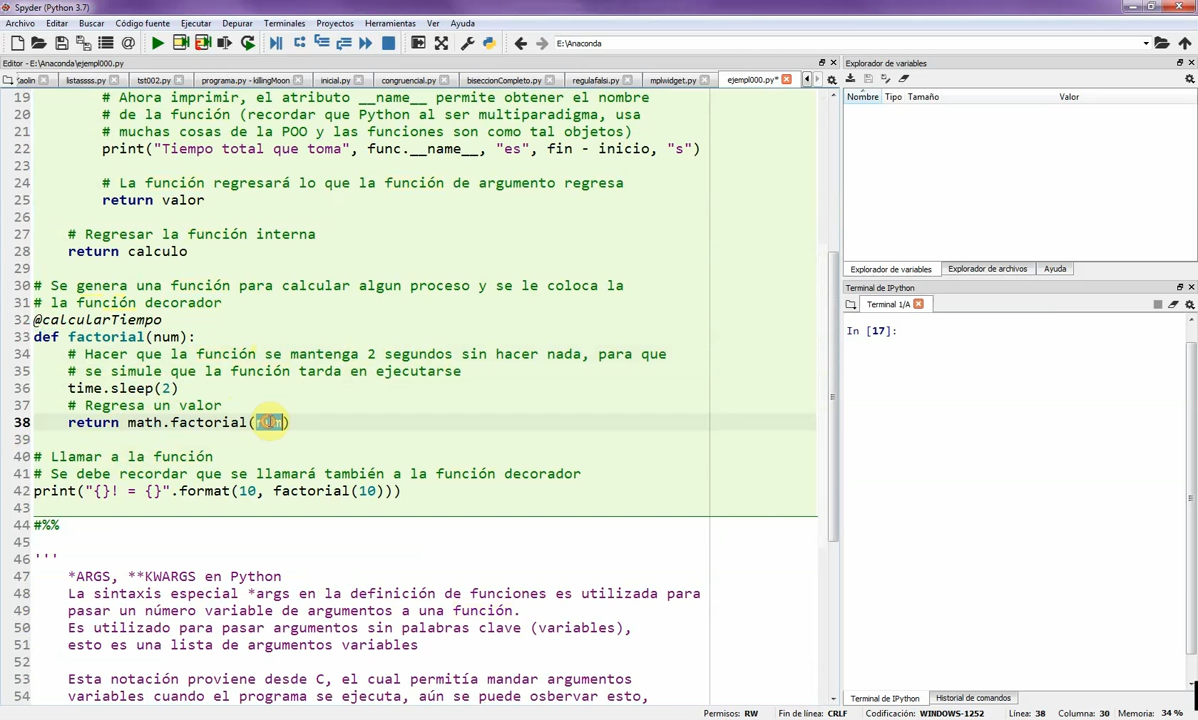 Spyder (Python 3.7)
Archivo Editar Buscar Código fuente Ejecutar Depurar Terminales Proyectos Herramientas Ver Ayuda
E:\Anaconda
Editor - E:\Anaconda\ejempl000.py
Explorador de variables
kaolin listassss.py tst002.py programa.py - killingMoon inicial.py congruencial.py biseccionCompleto.py regulafalsi.py mplwidget.py ejempl000.py*
Nombre Tipo Tamaño Valor
19 # Ahora imprimir, el atributo __name__ permite obtener el nombre
20 # de la función (recordar que Python al ser multiparadigma, usa
21 # muchas cosas de la POO y las funciones son como tal objetos)
22 print("Tiempo total que toma", func.__name__, "es", fin - inicio, "s")
23
24 # La función regresará lo que la función de argumento regresa
25 return valor
26
27 # Regresar la función interna
28 return calculo
29
30 # Se genera una función para calcular algun proceso y se le coloca la
31 # la función decorador
32 @calcularTiempo
33 def factorial(num):
34 # Hacer que la función se mantenga 2 segundos sin hacer nada, para que
35 # se simule que la función tarda en ejecutarse
36 time.sleep(2)
37 # Regresa un valor
38 return math.factorial(num)
39
40 # Llamar a la función
41 # Se debe recordar que se llamará también a la función decorador
42 print("{}! = {}".format(10, factorial(10)))
43
44 #%%
45
46 '''
47 *ARGS, **KWARGS en Python
48 La sintaxis especial *args en la definición de funciones es utilizada para
49 pasar un número variable de argumentos a una función.
50 Es utilizado para pasar argumentos sin palabras clave (variables),
51 esto es una lista de argumentos variables
52
53 Esta notación proviene desde C, el cual permitía mandar argumentos
54 variables cuando el programa se ejecuta, aún se puede osbervar esto,
Explorador de variables Explorador de archivos Ayuda
Terminal de IPython
Terminal 1/A
In [17]:
Terminal de IPython Historial de comandos
Permisos: RW Fin de línea: CRLF Codificación: WINDOWS-1252 Línea: 38 Columna: 30 Memoria: 34 %